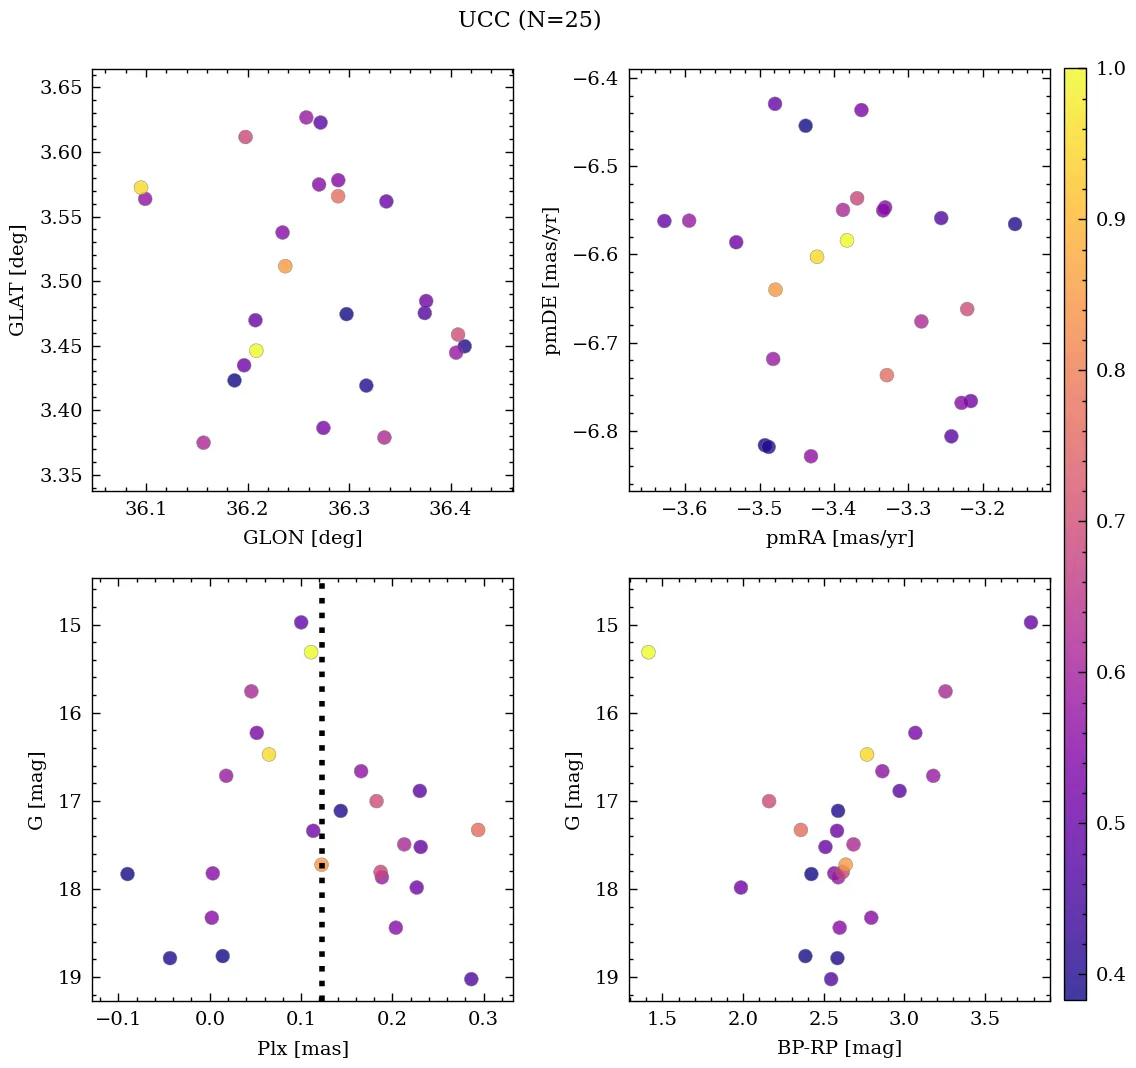 UCC (N=25)
3.65
3.60
3.55
3.50
3.45
3.40
3.35
GLAT [deg]
36.1 36.2 36.3 36.4
GLON [deg]
−6.4
−6.5
−6.6
−6.7
−6.8
pmDE [mas/yr]
−3.6 −3.5 −3.4 −3.3 −3.2
pmRA [mas/yr]
15
16
17
18
19
G [mag]
−0.1 0.0 0.1 0.2 0.3
Plx [mas]
15
16
17
18
19
G [mag]
1.5 2.0 2.5 3.0 3.5
BP-RP [mag]
1.0
0.9
0.8
0.7
0.6
0.5
0.4